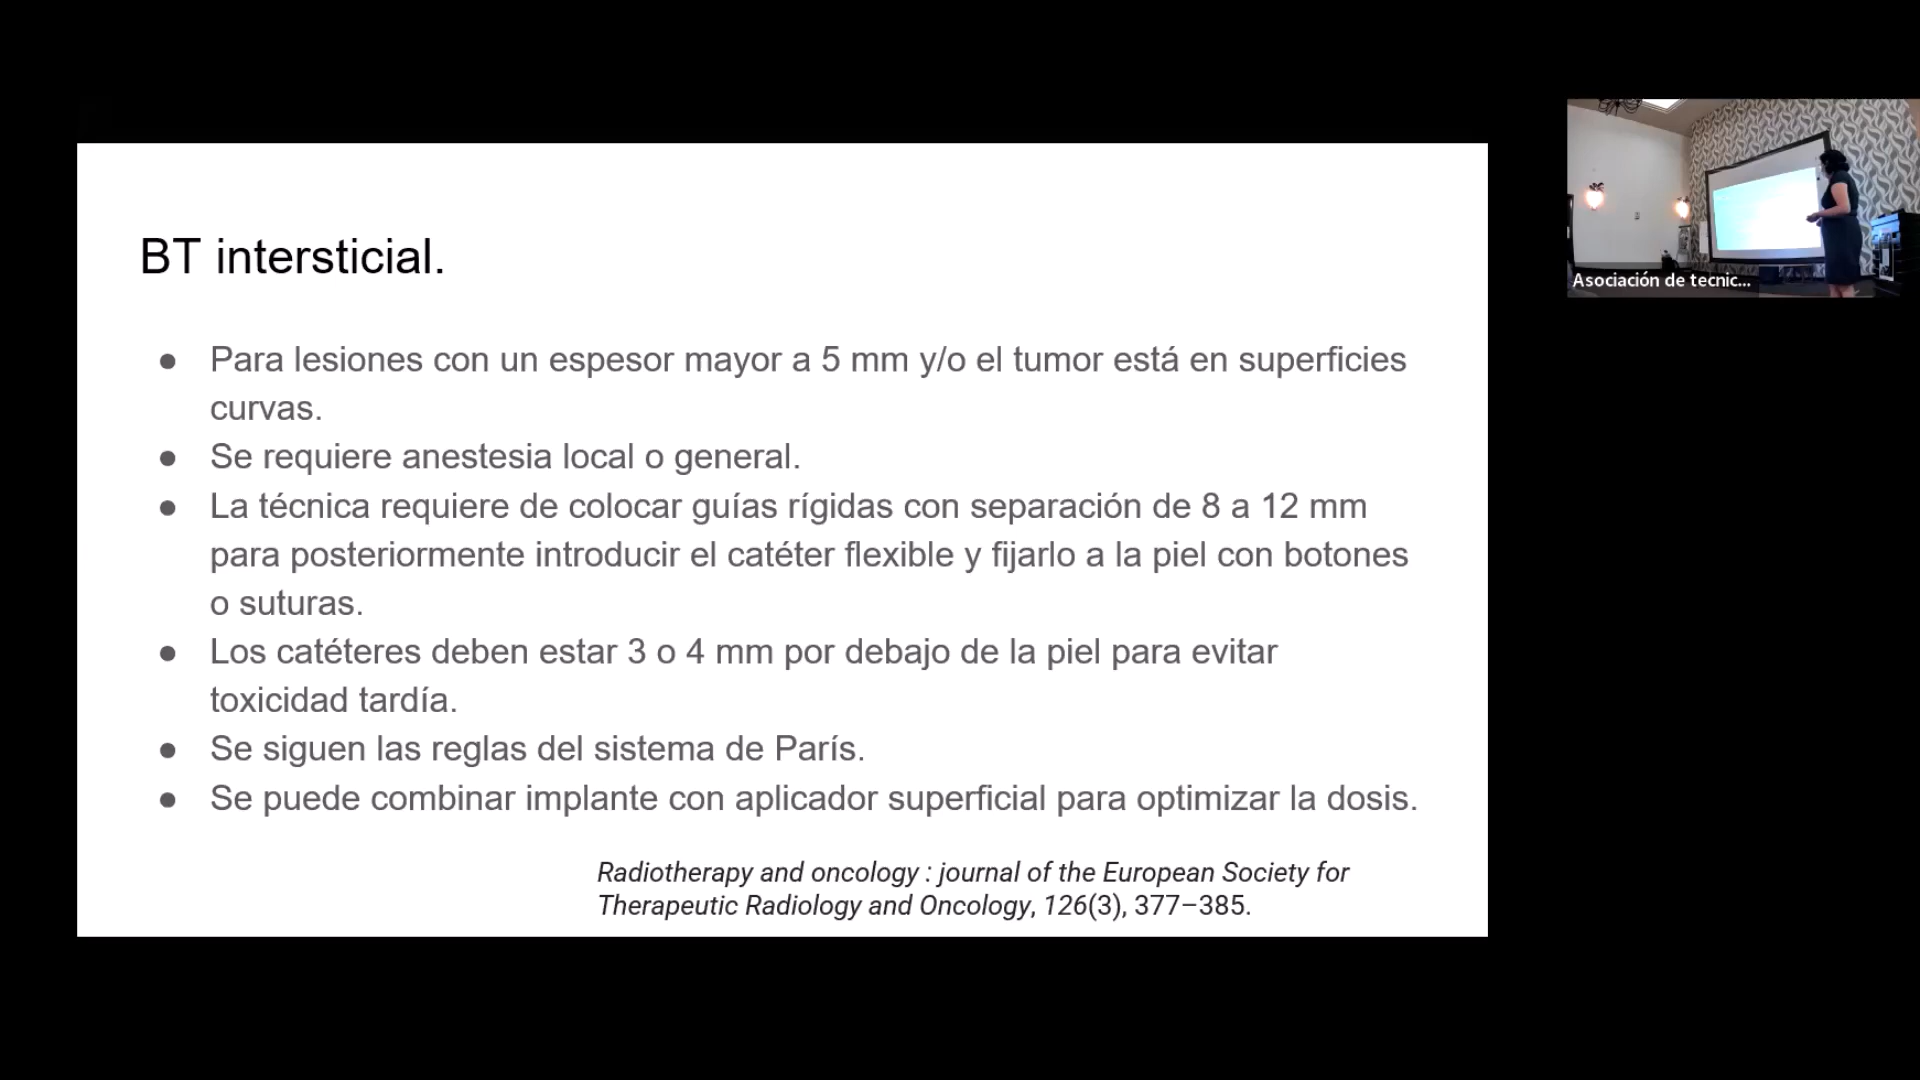 BT intersticial.
● Para lesiones con un espesor mayor a 5 mm y/o el tumor está en superficies
curvas.
● Se requiere anestesia local o general.
● La técnica requiere de colocar guías rígidas con separación de 8 a 12 mm
para posteriormente introducir el catéter flexible y fijarlo a la piel con botones
o suturas.
● Los catéteres deben estar 3 o 4 mm por debajo de la piel para evitar
toxicidad tardía.
● Se siguen las reglas del sistema de París.
● Se puede combinar implante con aplicador superficial para optimizar la dosis.
Radiotherapy and oncology : journal of the European Society for
Therapeutic Radiology and Oncology, 126(3), 377–385.
Asociación de tecnic...